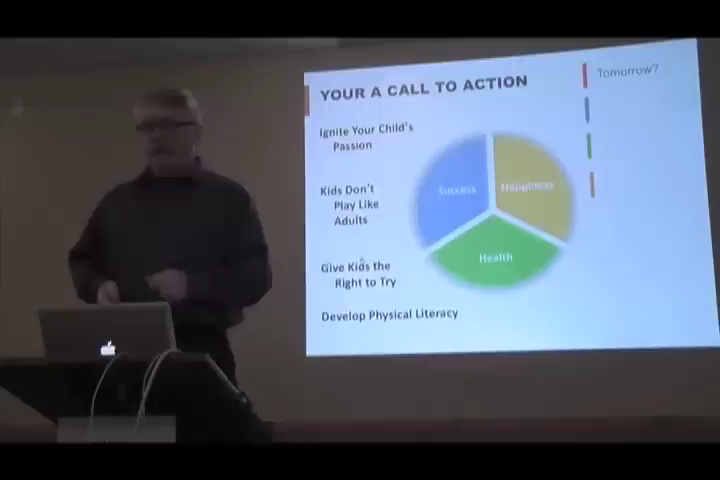 YOUR A CALL TO ACTION
Tomorrow?
Ignite Your Child's
Passion
Kids Don't
Play Like
Adults
Give Kids the
Right to Try
Develop Physical Literacy
Success
Happiness
Health